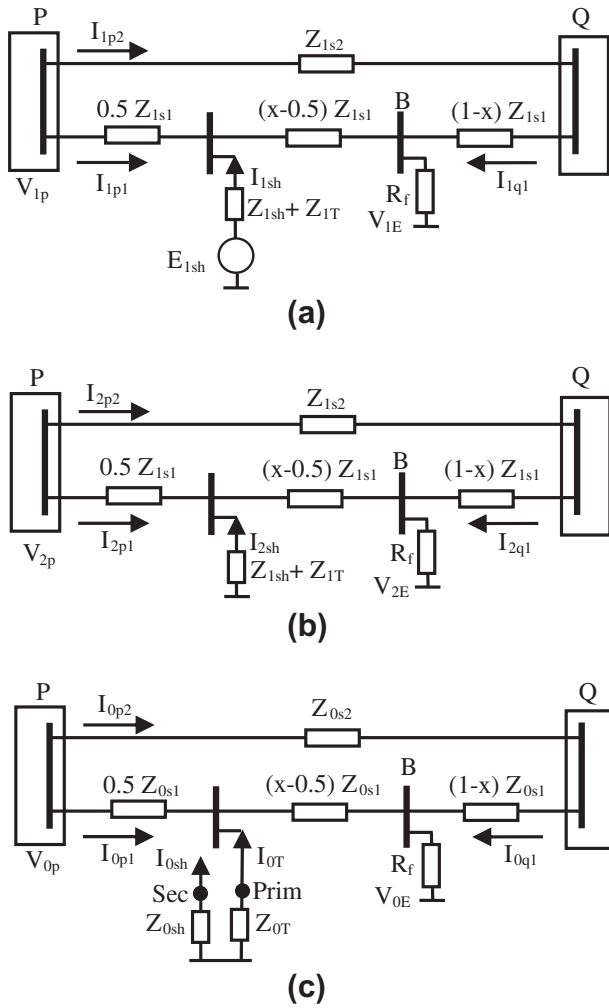 P
Q
I1p2
Z1s2
0.5 Z1s1
(x-0.5) Z1s1
B
(1-x) Z1s1
V1p
I1p1
I1sh
Z1sh+ Z1T
E1sh
Rf
V1E
I1q1
(a)
P
Q
I2p2
Z1s2
0.5 Z1s1
(x-0.5) Z1s1
B
(1-x) Z1s1
V2p
I2p1
I2sh
Z1sh+ Z1T
Rf
V2E
I2q1
(b)
P
Q
I0p2
Z0s2
0.5 Z0s1
(x-0.5) Z0s1
B
(1-x) Z0s1
V0p
I0p1
I0sh
I0T
Sec
Prim
Z0sh
Z0T
Rf
V0E
I0q1
(c)